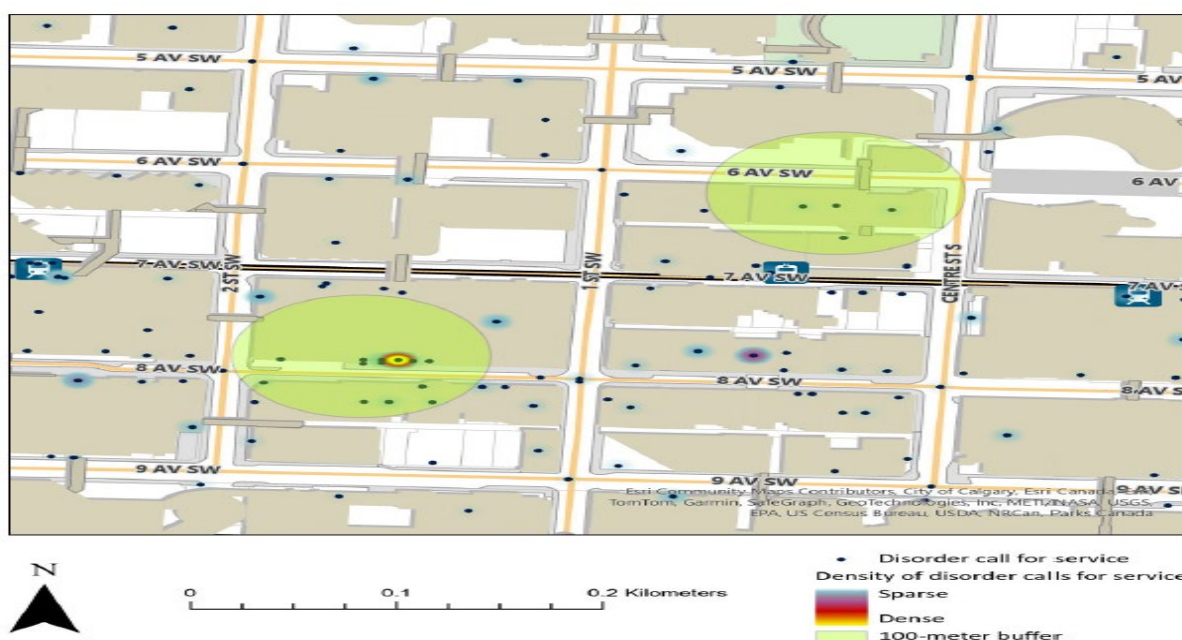 5 AV SW
5 AV SW
5 AV
6 AV SW
6 AV SW
6 AV
7 AV SW
7 AV SW
7 AV S
2 ST SW
1 ST SW
CENTRE ST S
8 AV SW
8 AV SW
8 AV S
9 AV SW
9 AV SW
9 AV S
Esri Community Maps Contributors, City of Calgary, Esri Canada, Esri,
TomTom, Garmin, SafeGraph, GeoTechnologies, Inc, METI/NASA, USGS,
EPA, US Census Bureau, USDA, NRCan, Parks Canada
N
0 0.1 0.2 Kilometers
Disorder call for service
Density of disorder calls for service
Sparse
Dense
100-meter buffer